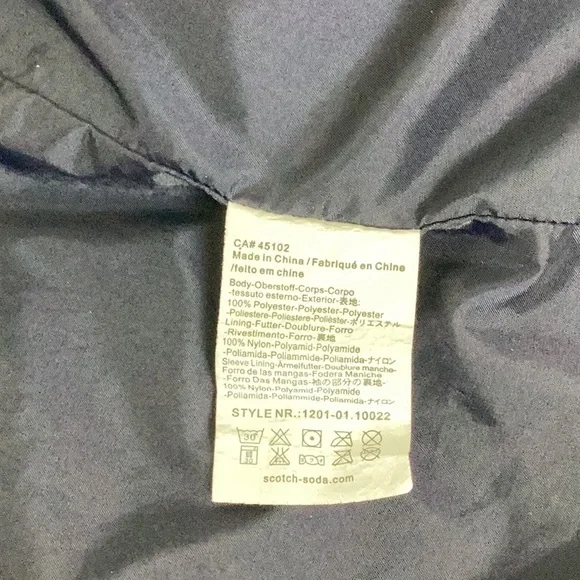 CA# 45102
Made in China / Fabriqué en Chine
/feito em chine
Body-Oberstoff-Corps-Corpo
-tessuto esterno-Exterior-表地:
100% Polyester-Polyester-Polyester
-Poliestere-Poliestere-Poliéster-ポリエステル
Lining-Futter-Doublure-Forro
-Rivestimento-Forro-裏地
100% Nylon-Polyamid-Polyamide
-Poliamida-Poliammide-Poliamida-ナイロン
Sleeve Lining-Ärmelfutter-Doublure manche-
Forro de las mangas-Fodera Maniche
-Forro Das Mangas-袖の部分の裏地:
100% Nylon-Polyamid-Polyamide
-Poliamida-Poliammide-Poliamida-ナイロン
STYLE NR.:1201-01.10022
30
30
scotch-soda.com